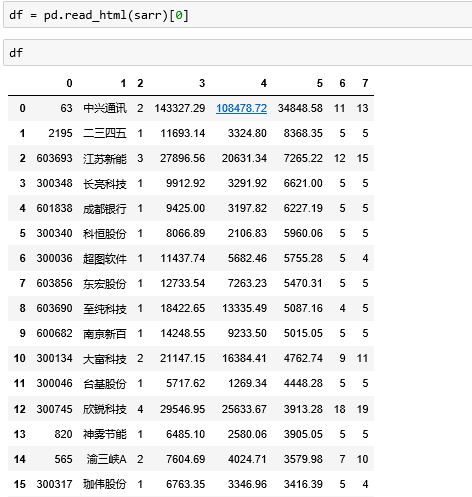 df = pd.read_html(sarr)[0]
df
0 1 2 3 4 5 6 7
0 63 中兴通讯 2 143327.29 108478.72 34848.58 11 13
1 2195 二三四五 1 11693.14 3324.80 8368.35 5 5
2 603693 江苏新能 3 27896.56 20631.34 7265.22 12 15
3 300348 长亮科技 1 9912.92 3291.92 6621.00 5 5
4 601838 成都银行 1 9425.00 3197.82 6227.19 5 5
5 300340 科恒股份 1 8066.89 2106.83 5960.06 5 5
6 300036 超图软件 1 11437.74 5682.46 5755.28 5 4
7 603856 东宏股份 1 12733.54 7263.23 5470.31 5 5
8 603690 至纯科技 1 18422.65 13335.49 5087.16 4 5
9 600682 南京新百 1 14248.55 9233.50 5015.05 5 5
10 300134 大富科技 2 21147.15 16384.41 4762.74 9 11
11 300046 台基股份 1 5717.62 1269.34 4448.28 5 5
12 300745 欣锐科技 4 29546.95 25633.67 3913.28 18 19
13 820 神雾节能 1 6485.10 2580.06 3905.05 5 5
14 565 渝三峡A 2 7604.69 4024.71 3579.98 7 10
15 300317 珈伟股份 1 6763.35 3346.96 3416.39 5 4